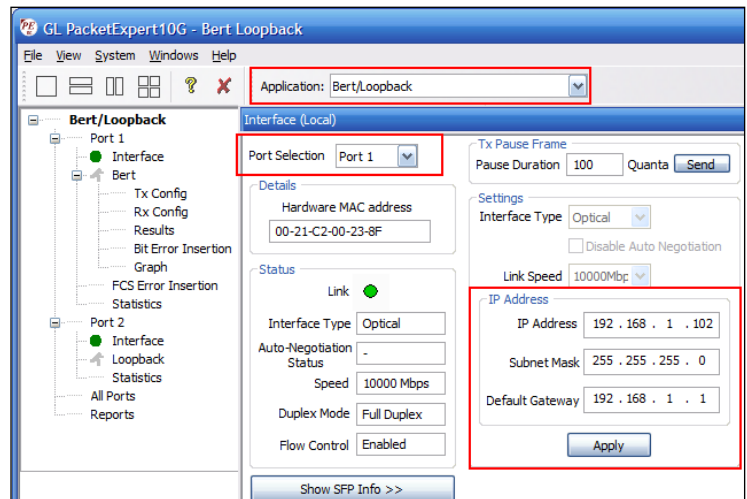 GL PacketExpert10G - Bert Loopback
File View System Windows Help
Application: Bert/Loopback
Bert/Loopback
Port 1
Interface
Bert
Tx Config
Rx Config
Results
Bit Error Insertion
Graph
FCS Error Insertion
Statistics
Port 2
Interface
Loopback
Statistics
All Ports
Reports
Interface (Local)
Port Selection Port 1
Details
Hardware MAC address
00-21-C2-00-23-8F
Status
Link
Interface Type Optical
Auto-Negotiation
Status -
Speed 10000 Mbps
Duplex Mode Full Duplex
Flow Control Enabled
Show SFP Info >>
Tx Pause Frame
Pause Duration 100 Quanta Send
Settings
Interface Type Optical
Disable Auto Negotiation
Link Speed 10000Mbp
IP Address
IP Address 192 . 168 . 1 . 102
Subnet Mask 255 . 255 . 255 . 0
Default Gateway 192 . 168 . 1 . 1
Apply